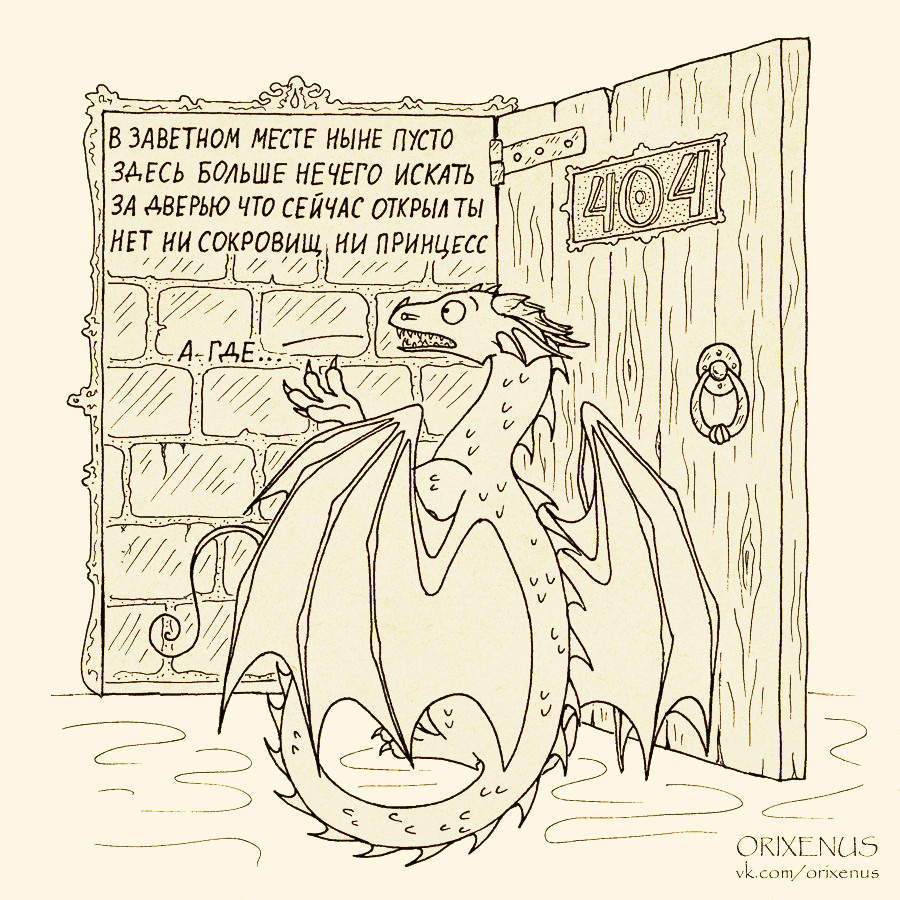 В ЗАВЕТНОМ МЕСТЕ НЫНЕ ПУСТО
ЗДЕСЬ БОЛЬШЕ НЕЧЕГО ИСКАТЬ
ЗА ДВЕРЬЮ ЧТО СЕЙЧАС ОТКРЫЛ ТЫ
НЕТ НИ СОКРОВИЩ, НИ ПРИНЦЕСС
404
А ГДЕ...
ORIXENUS
vk.com/orixenus